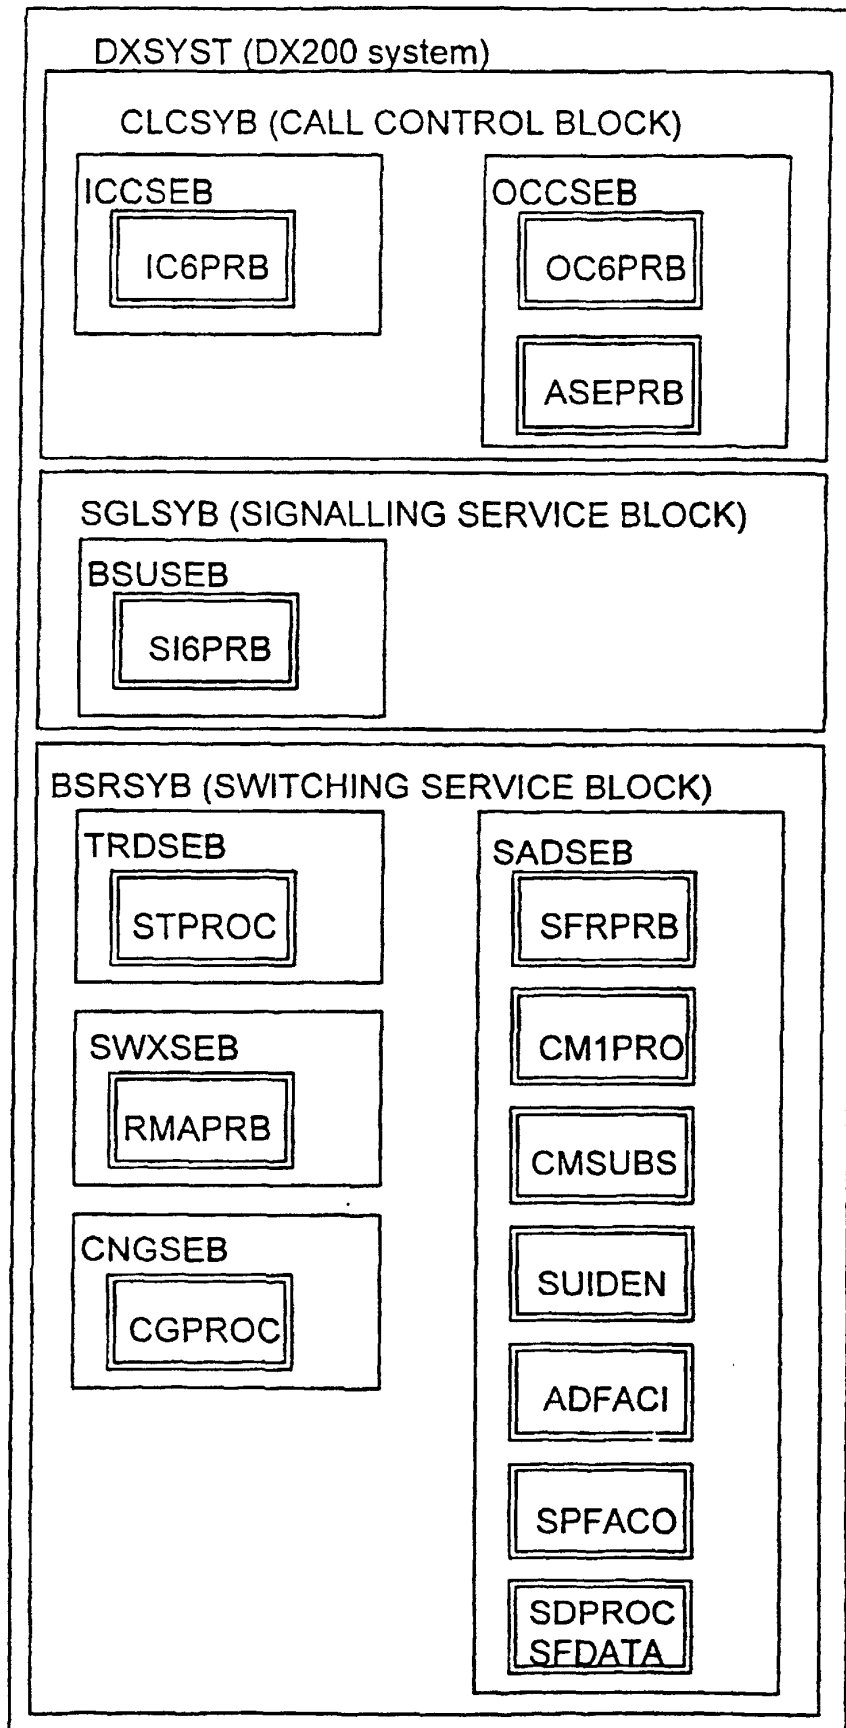 DXSYST (DX200 system)
CLCSYB (CALL CONTROL BLOCK)
ICCSEB
IC6PRB
OCCSEB
OC6PRB
ASEPRB
SGLSYB (SIGNALLING SERVICE BLOCK)
BSUSEB
SI6PRB
BSRSYB (SWITCHING SERVICE BLOCK)
TRDSEB
STPROC
SWXSEB
RMAPRB
CNGSEB
CGPROC
SADSEB
SFRPRB
CM1PRO
CMSUBS
SUIDEN
ADFACI
SPFACO
SDPROC
SFDATA